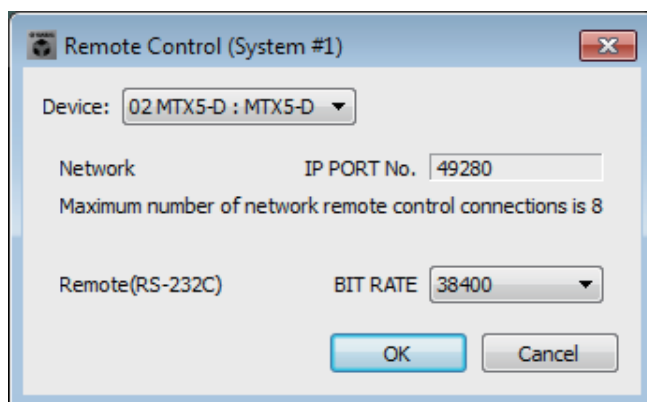 Remote Control (System #1)
Device: 02 MTX5-D : MTX5-D
Network IP PORT No. 49280
Maximum number of network remote control connections is 8
Remote(RS-232C) BIT RATE 38400
OK Cancel